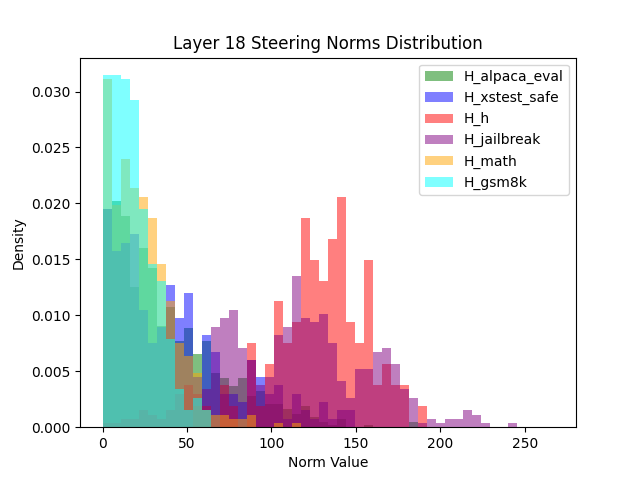 Layer 18 Steering Norms Distribution
H_alpaca_eval
H_xstest_safe
H_h
H_jailbreak
H_math
H_gsm8k
Density
0.030
0.025
0.020
0.015
0.010
0.005
0.000
0
50
100
150
200
250
Norm Value